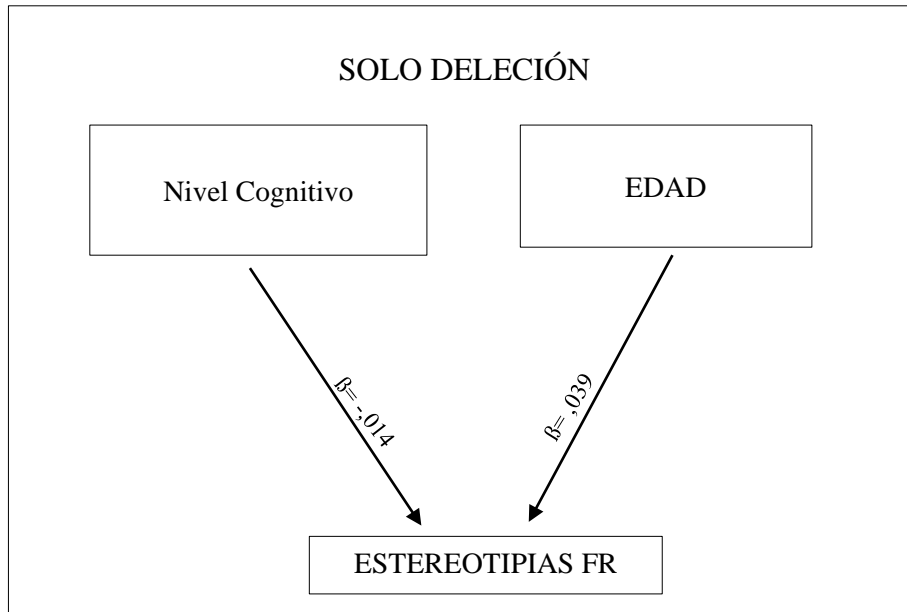 SOLO DELECIÓN
Nivel Cognitivo
EDAD
ß= -,014
ß= ,039
ESTEREOTIPIAS FR